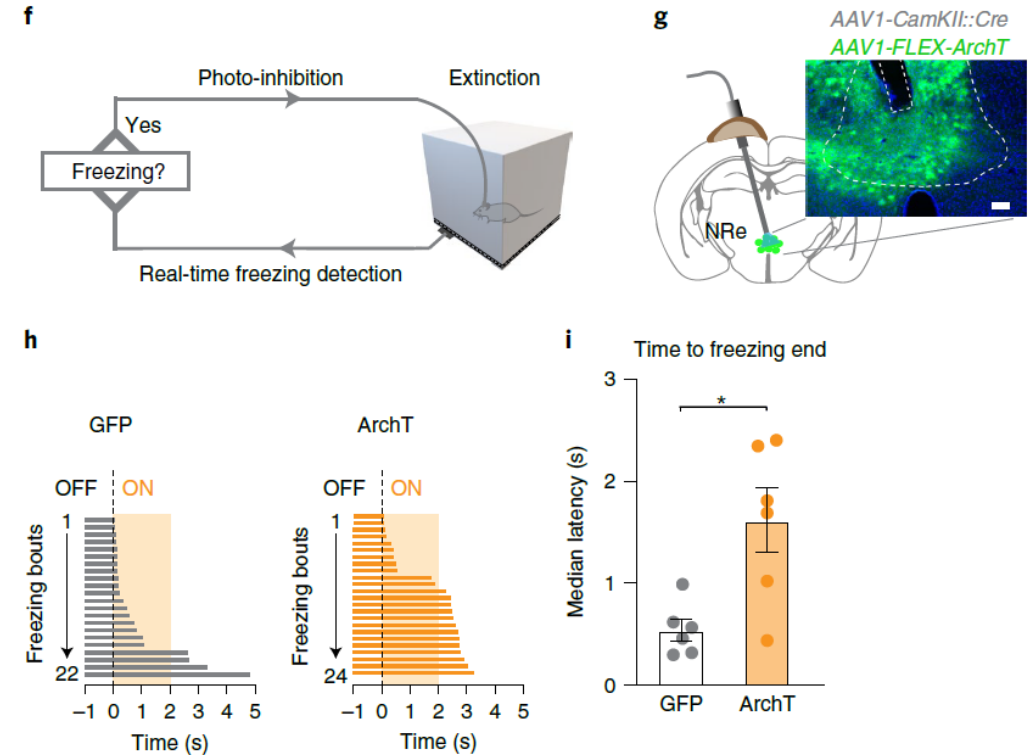 f
Photo-inhibition
Extinction
Yes
Freezing?
Real-time freezing detection
g
AAV1-CamKII::Cre
AAV1-FLEX-ArchT
NRe
h
GFP
OFF ON
1
Freezing bouts
22
–1 0 1 2 3 4 5
Time (s)
ArchT
OFF ON
1
Freezing bouts
24
–1 0 1 2 3 4 5
Time (s)
i
Time to freezing end
*
Median latency (s)
3
2
1
0
GFP ArchT